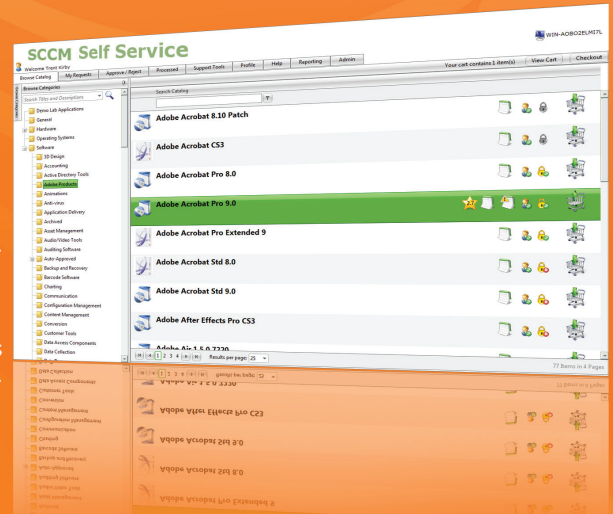 WIN-AOBO2ELMI7L
SCCM Self Service
Welcome Trent Kirby
Browse Catalog My Requests Approve / Reject Processed Support Tools Profile Help Reporting Admin
Your cart contains 1 item(s) View Cart Checkout
Browse Categories
Search Titles and Descriptions
Demo Lab Applications
General
Hardware
Operating Systems
Software
3D Design
Accounting
Active Directory Tools
Adobe Products
Animations
Anti-virus
Application Delivery
Archived
Asset Management
Audio/Video Tools
Auditing Software
Auto-Approved
Backup and Recovery
Barcode Software
Charting
Communication
Configuration Management
Content Management
Conversion
Customer Tools
Data Access Components
Data Collection
Search Catalog
Adobe Acrobat 8.10 Patch
Adobe Acrobat CS3
Adobe Acrobat Pro 8.0
Adobe Acrobat Pro 9.0
Adobe Acrobat Pro Extended 9
Adobe Acrobat Std 8.0
Adobe Acrobat Std 9.0
Adobe After Effects Pro CS3
Adobe Air 1.5.0.7220
1 2 3 4 Results per page: 25
77 Items in 4 Pages